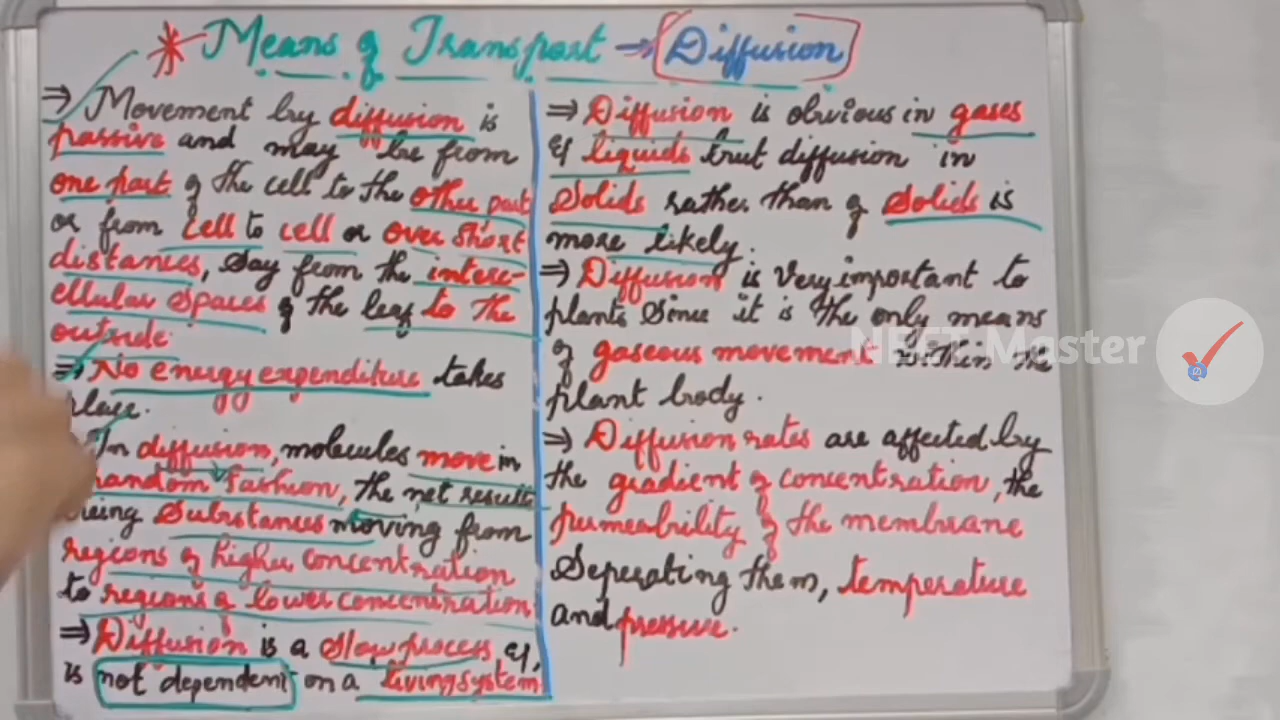 * Means of Transport → Diffusion
⇒ Movement by diffusion is
passive and may be from
one part of the cell to the other part
or from cell to cell or over short
distances, say from the interc-
ellular spaces of the leaf to the
outside.
⇒ No energy expenditure takes
place.
In diffusion, molecules move in
random fashion, the net result
being substances moving from
regions of higher concentration
to regions of lower concentration
⇒ Diffusion is a slow process &
is not dependent on a living system
⇒ Diffusion is obvious in gases
& liquids but diffusion in
Solids rather than of Solids is
more likely.
⇒ Diffusion is very important to
plants Since it is the only means
of gaseous movement within the
plant body.
⇒ Diffusion rates are affected by
the gradient of concentration, the
permeability of the membrane
Seperating them, temperature
and pressure.
NEET Master